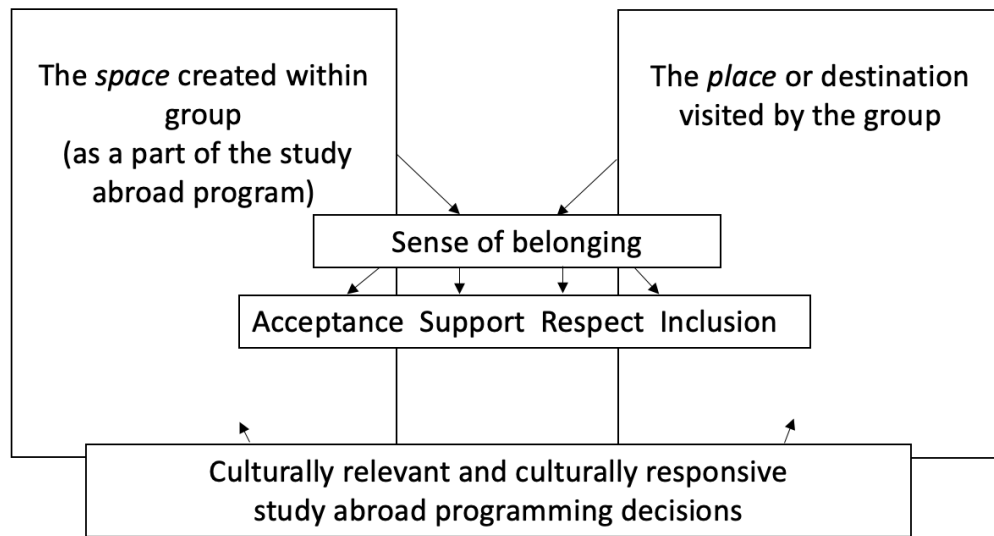 The space created within
group
(as a part of the study
abroad program)
The place or destination
visited by the group
Sense of belonging
Acceptance Support Respect Inclusion
Culturally relevant and culturally responsive
study abroad programming decisions